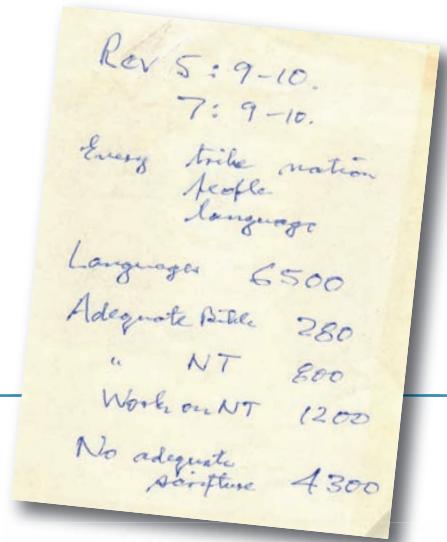 Rev 5: 9-10.
7: 9-10.
Every tribe nation
people
language
Languages 6500
Adequate Bible 280
" NT 800
Work on NT 1200
No adequate
scripture 4300